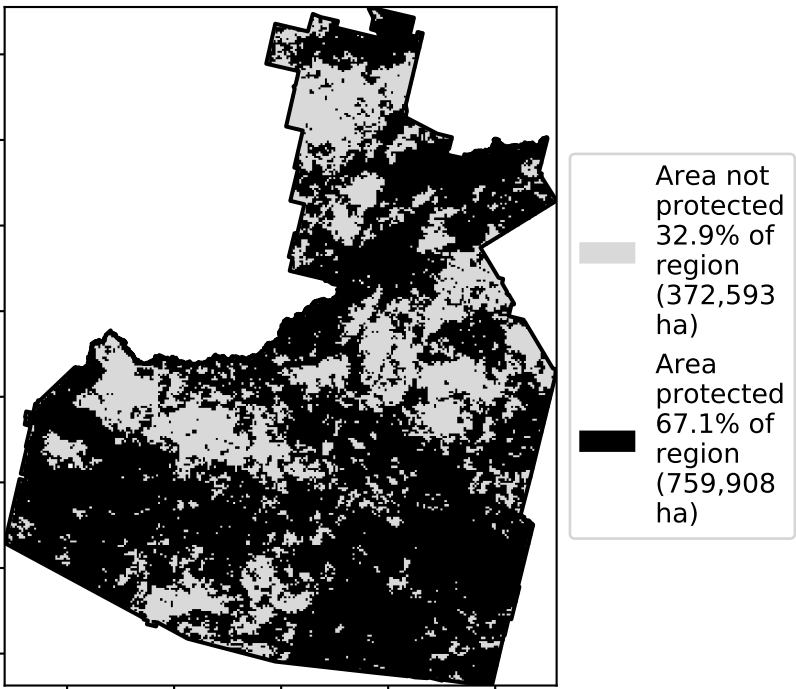 Area not
protected
32.9% of
region
(372,593
ha)
Area
protected
67.1% of
region
(759,908
ha)